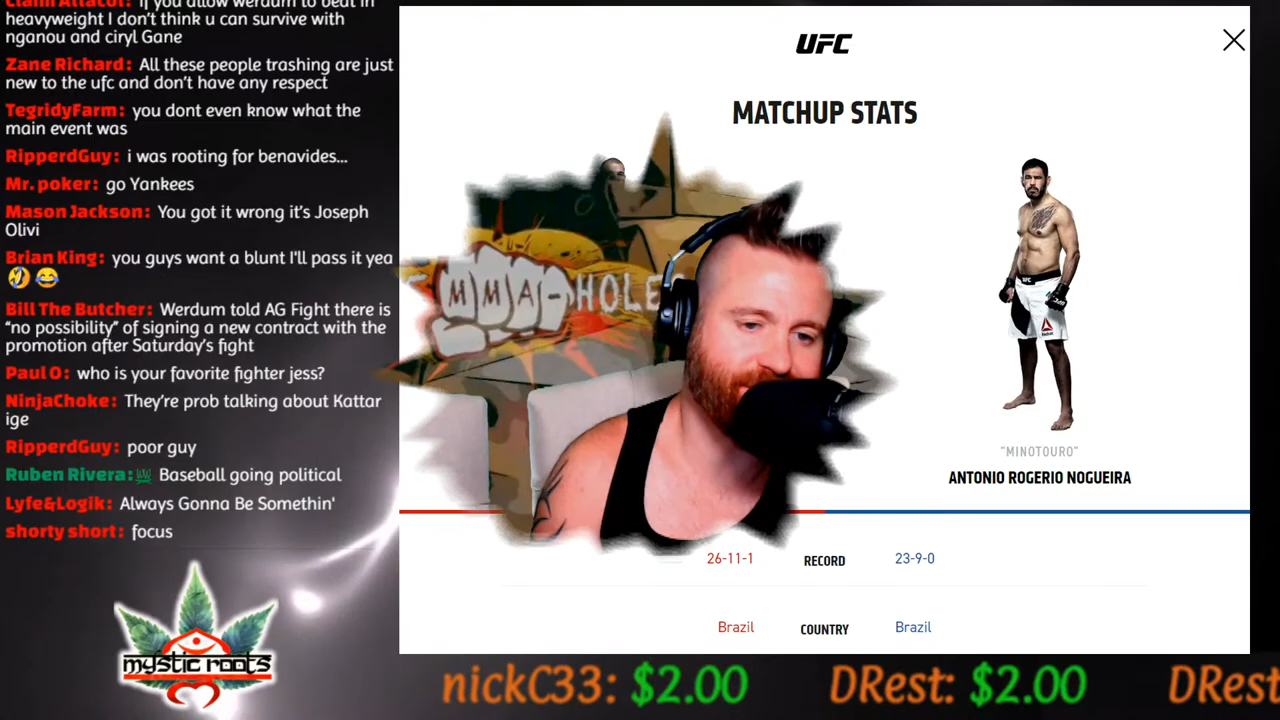 heavyweight I don't think u can survive with
nganou and ciryl Gane
Zane Richard: All these people trashing are just
new to the ufc and don't have any respect
TegridyFarm: you dont even know what the
main event was
RipperdGuy: i was rooting for benavides...
Mr. poker: go Yankees
Mason Jackson: You got it wrong it's Joseph
Olivi
Brian King: you guys want a blunt I'll pass it yea
🤣😂
Bill The Butcher: Werdum told AG Fight there is
“no possibility” of signing a new contract with the
promotion after Saturday's fight
Paul O: who is your favorite fighter jess?
NinjaChoke: They're prob talking about Kattar
ige
RipperdGuy: poor guy
Ruben Rivera: Baseball going political
Lyfe&Logik: Always Gonna Be Somethin'
shorty short: focus
mystic roots
UFC
MATCHUP STATS
MMA-HOLE
"MINOTOURO"
ANTONIO ROGERIO NOGUEIRA
26-11-1 RECORD 23-9-0
Brazil COUNTRY Brazil
nickC33: $2.00 DRest: $2.00 DRest